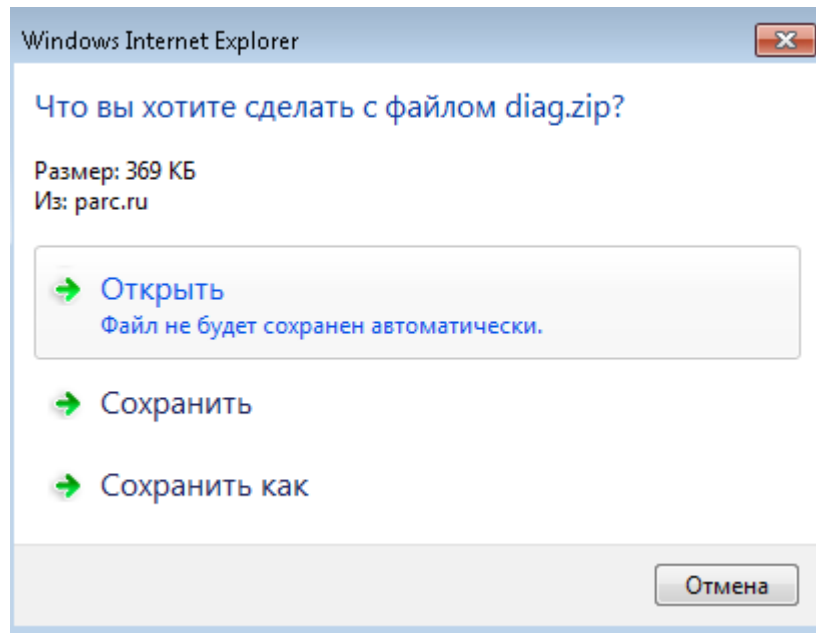 Windows Internet Explorer
Что вы хотите сделать с файлом diag.zip?
Размер: 369 КБ
Из: parc.ru
Открыть
Файл не будет сохранен автоматически.
Сохранить
Сохранить как
Отмена